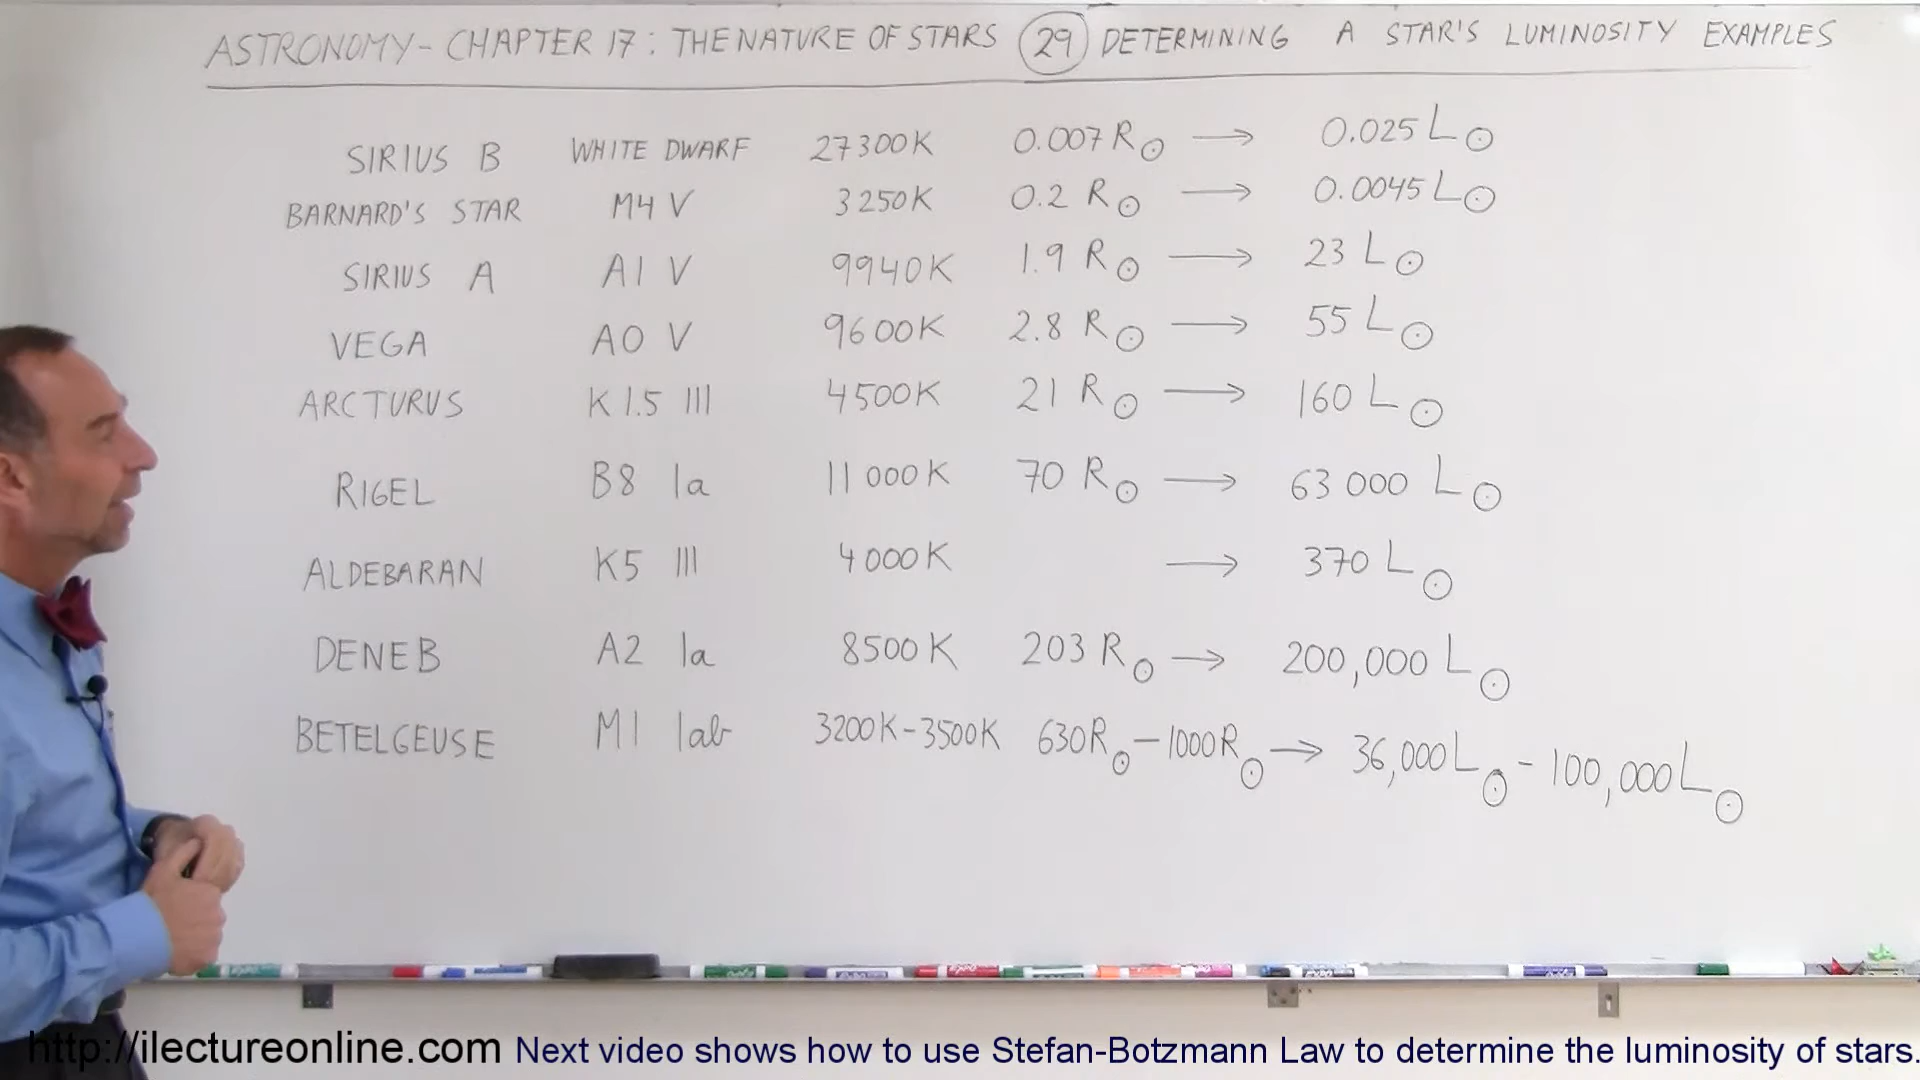 ASTRONOMY - CHAPTER 17: THE NATURE OF STARS 29 DETERMINING A STAR'S LUMINOSITY EXAMPLES
SIRIUS B WHITE DWARF 27300K 0.007 R⊙ → 0.025 L⊙
BARNARD'S STAR M4 V 3250K 0.2 R⊙ → 0.0045 L⊙
SIRIUS A A1 V 9940K 1.9 R⊙ → 23 L⊙
VEGA A0 V 9600K 2.8 R⊙ → 55 L⊙
ARCTURUS K 1.5 III 4500K 21 R⊙ → 160 L⊙
RIGEL B8 Ia 11 000K 70 R⊙ → 63 000 L⊙
ALDEBARAN K5 III 4000K → 370 L⊙
DENEB A2 Ia 8500K 203 R⊙ → 200,000 L⊙
BETELGEUSE M1 Iab 3200K-3500K 630R⊙ - 1000R⊙ → 36,000L⊙ - 100,000L⊙
http://ilectureonline.com Next video shows how to use Stefan-Botzmann Law to determine the luminosity of stars.